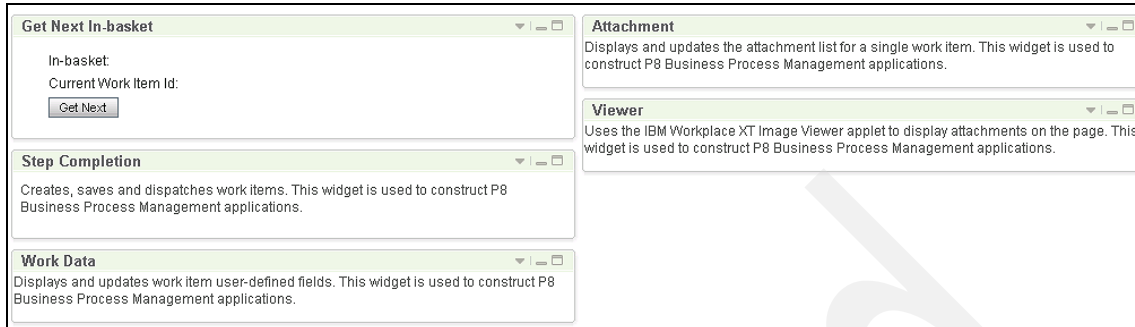 Get Next In-basket
In-basket:
Current Work Item Id:
Get Next
Step Completion
Creates, saves and dispatches work items. This widget is used to construct P8
Business Process Management applications.
Work Data
Displays and updates work item user-defined fields. This widget is used to construct P8
Business Process Management applications.
Attachment
Displays and updates the attachment list for a single work item. This widget is used to
construct P8 Business Process Management applications.
Viewer
Uses the IBM Workplace XT Image Viewer applet to display attachments on the page. This
widget is used to construct P8 Business Process Management applications.